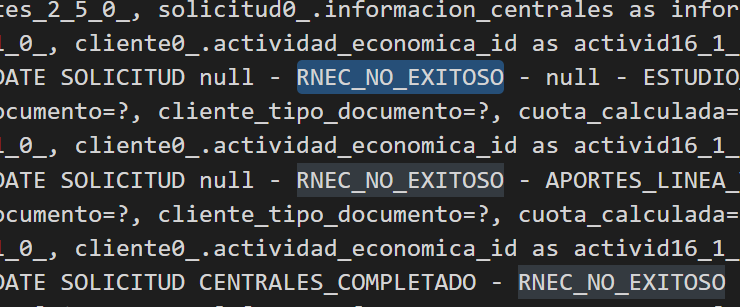 tes_2_5_0_, solicitud0_.informacion_centrales as infor
1_0_, cliente0_.actividad_economica_id as activid16_1_
DATE SOLICITUD null - RNEC_NO_EXITOSO - null - ESTUDIO_
ocumento=?, cliente_tipo_documento=?, cuota_calculada=
1_0_, cliente0_.actividad_economica_id as activid16_1_
DATE SOLICITUD null - RNEC_NO_EXITOSO - APORTES_LINEA_
ocumento=?, cliente_tipo_documento=?, cuota_calculada=
1_0_, cliente0_.actividad_economica_id as activid16_1_
DATE SOLICITUD CENTRALES_COMPLETADO - RNEC_NO_EXITOSO